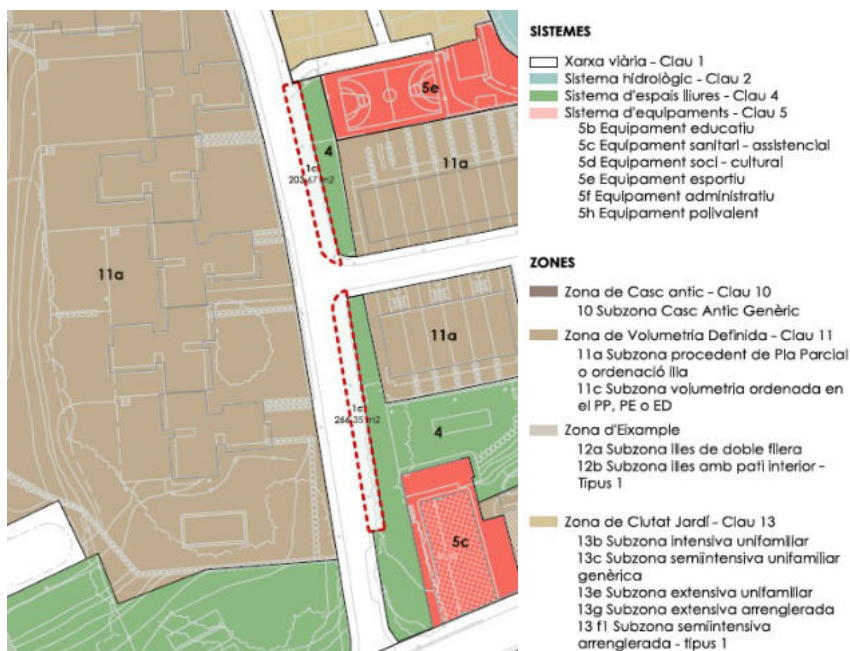 5e
4
11a
1c
203,67 m2
11a
11a
1c
266,35 m2
4
5c
SISTEMES
Xarxa viària - Clau 1
Sistema hidrològic - Clau 2
Sistema d'espais lliures - Clau 4
Sistema d'equipaments - Clau 5
5b Equipament educatiu
5c Equipament sanitari - assistencial
5d Equipament soci - cultural
5e Equipament esportiu
5f Equipament administratiu
5h Equipament polivalent
ZONES
Zona de Casc antic - Clau 10
10 Subzona Casc Antic Genèric
Zona de Volumetria Definida - Clau 11
11a Subzona procedent de Pla Parcial
o ordenació illa
11c Subzona volumetria ordenada en
el PP, PE o ED
Zona d'Eixample
12a Subzona illes de doble filera
12b Subzona illes amb pati interior -
Tipus 1
Zona de Ciutat Jardí - Clau 13
13b Subzona intensiva unifamiliar
13c Subzona semiintensiva unifamiliar
genèrica
13e Subzona extensiva unifamiliar
13g Subzona extensiva arrenglerada
13 f1 Subzona semiintensiva
arrenglerada - tipus 1